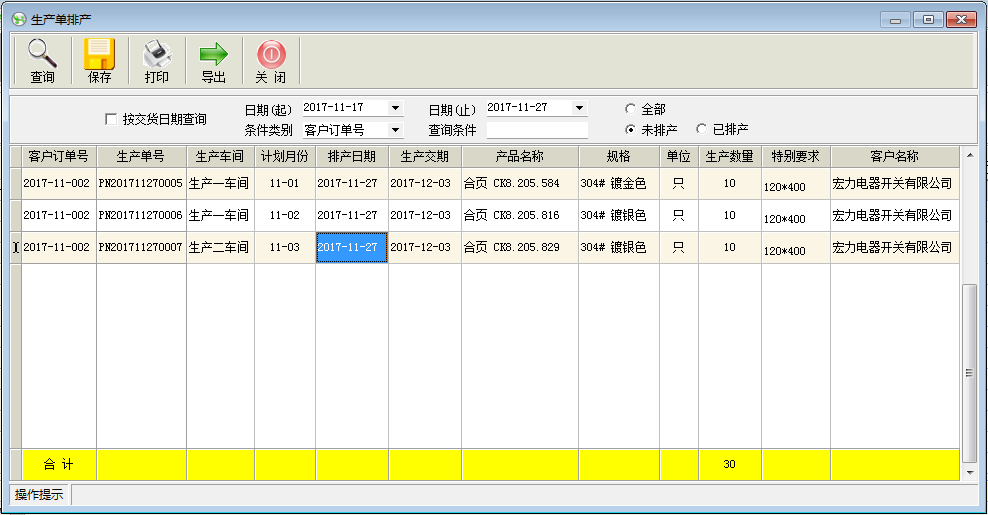 生产单排产
查询 保存 打印 导出 关 闭
按交货日期查询 日期(起) 2017-11-17 日期(止) 2017-11-27 全部
条件类别 客户订单号 查询条件 未排产 已排产
客户订单号 生产单号 生产车间 计划月份 排产日期 生产交期 产品名称 规格 单位 生产数量 特别要求 客户名称
2017-11-002 PN201711270005 生产一车间 11-01 2017-11-27 2017-12-03 合页 CK8.205.584 304# 镀金色 只 10 120*400 宏力电器开关有限公司
2017-11-002 PN201711270006 生产一车间 11-02 2017-11-27 2017-12-03 合页 CK8.205.816 304# 镀银色 只 10 120*400 宏力电器开关有限公司
2017-11-002 PN201711270007 生产二车间 11-03 2017-11-27 2017-12-03 合页 CK8.205.829 304# 镀银色 只 10 120*400 宏力电器开关有限公司
合 计 30
操作提示